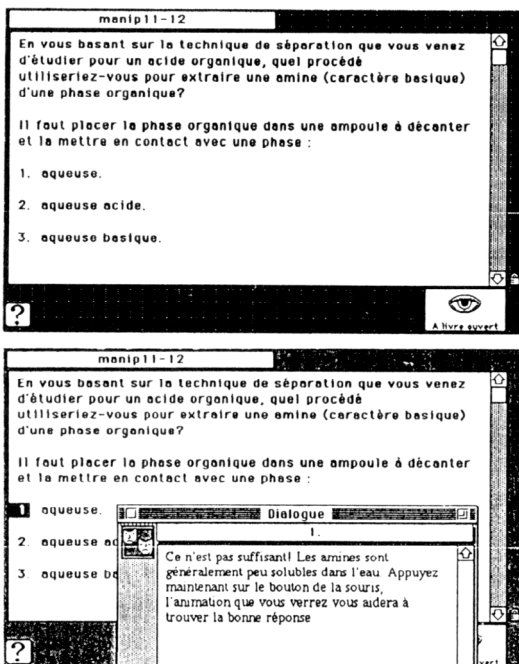 manip11-12
En vous basant sur la technique de séparation que vous venez
d'étudier pour un acide organique, quel procédé
utiliseriez-vous pour extraire une amine (caractère basique)
d'une phase organique?
Il faut placer la phase organique dans une ampoule à décanter
et la mettre en contact avec une phase :
1. aqueuse.
2. aqueuse acide.
3. aqueuse basique.
?
A livre ouvert
manip11-12
En vous basant sur la technique de séparation que vous venez
d'étudier pour un acide organique, quel procédé
utiliseriez-vous pour extraire une amine (caractère basique)
d'une phase organique?
Il faut placer la phase organique dans une ampoule à décanter
et la mettre en contact avec une phase :
1 aqueuse.
2. aqueuse ac
3. aqueuse ba
Dialogue
1.
Ce n'est pas suffisant! Les amines sont
généralement peu solubles dans l'eau. Appuyez
maintenant sur le bouton de la souris,
l'animation que vous verrez vous aidera à
trouver la bonne réponse
?
vert